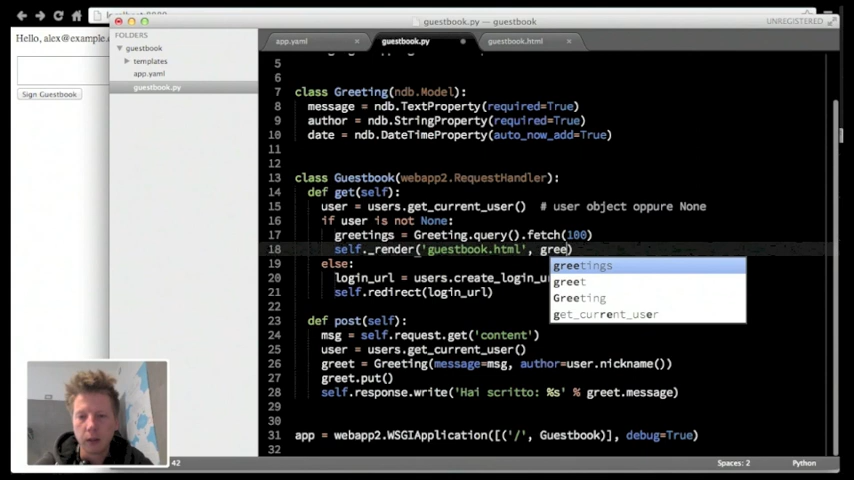 localhost:8080
guestbook.py — guestbook
UNREGISTERED
Hello, alex@example.c
Sign Guestbook
FOLDERS
guestbook
templates
app.yaml
guestbook.py
app.yaml
guestbook.py
guestbook.html
5
6
7 class Greeting(ndb.Model):
8 message = ndb.TextProperty(required=True)
9 author = ndb.StringProperty(required=True)
10 date = ndb.DateTimeProperty(auto_now_add=True)
11
12
13 class Guestbook(webapp2.RequestHandler):
14 def get(self):
15 user = users.get_current_user() # user object oppure None
16 if user is not None:
17 greetings = Greeting.query().fetch(100)
18 self._render('guestbook.html', gree)
greetings
greet
Greeting
get_current_user
19 else:
20 login_url = users.create_login_u
21 self.redirect(login_url)
22
23 def post(self):
24 msg = self.request.get('content')
25 user = users.get_current_user()
26 greet = Greeting(message=msg, author=user.nickname())
27 greet.put()
28 self.response.write('Hai scritto: %s' % greet.message)
29
30
31 app = webapp2.WSGIApplication([('/', Guestbook)], debug=True)
32
42
Spaces: 2
Python